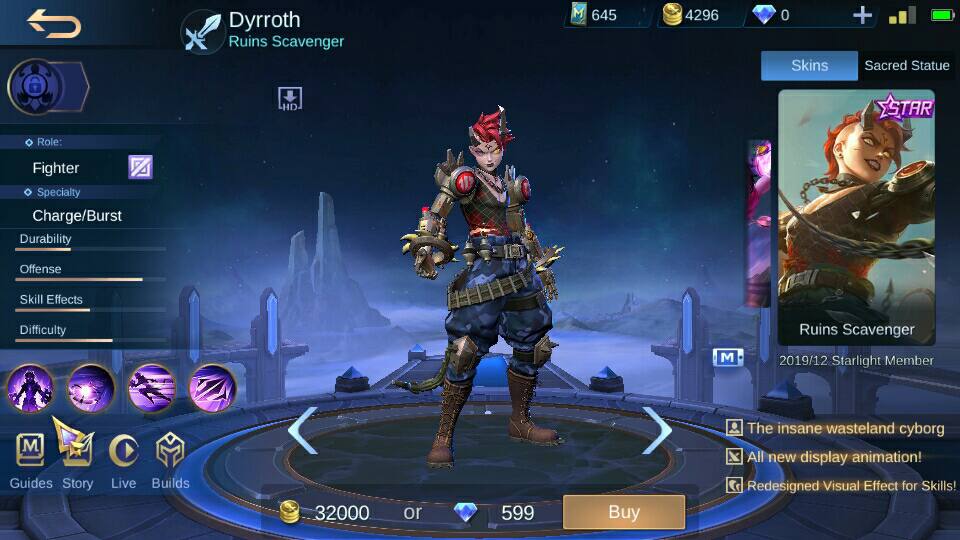 Dyrroth
Ruins Scavenger
M
645
4296
0
Skins
Sacred Statue
HD
STAR
Role:
Fighter
Specialty
Charge/Burst
Durability
Offense
Skill Effects
Difficulty
Ruins Scavenger
M
2019/12 Starlight Member
The insane wasteland cyborg
All new display animation!
Redesigned Visual Effect for Skills!
M
Guides
Story
Live
Builds
32000
or
599
Buy